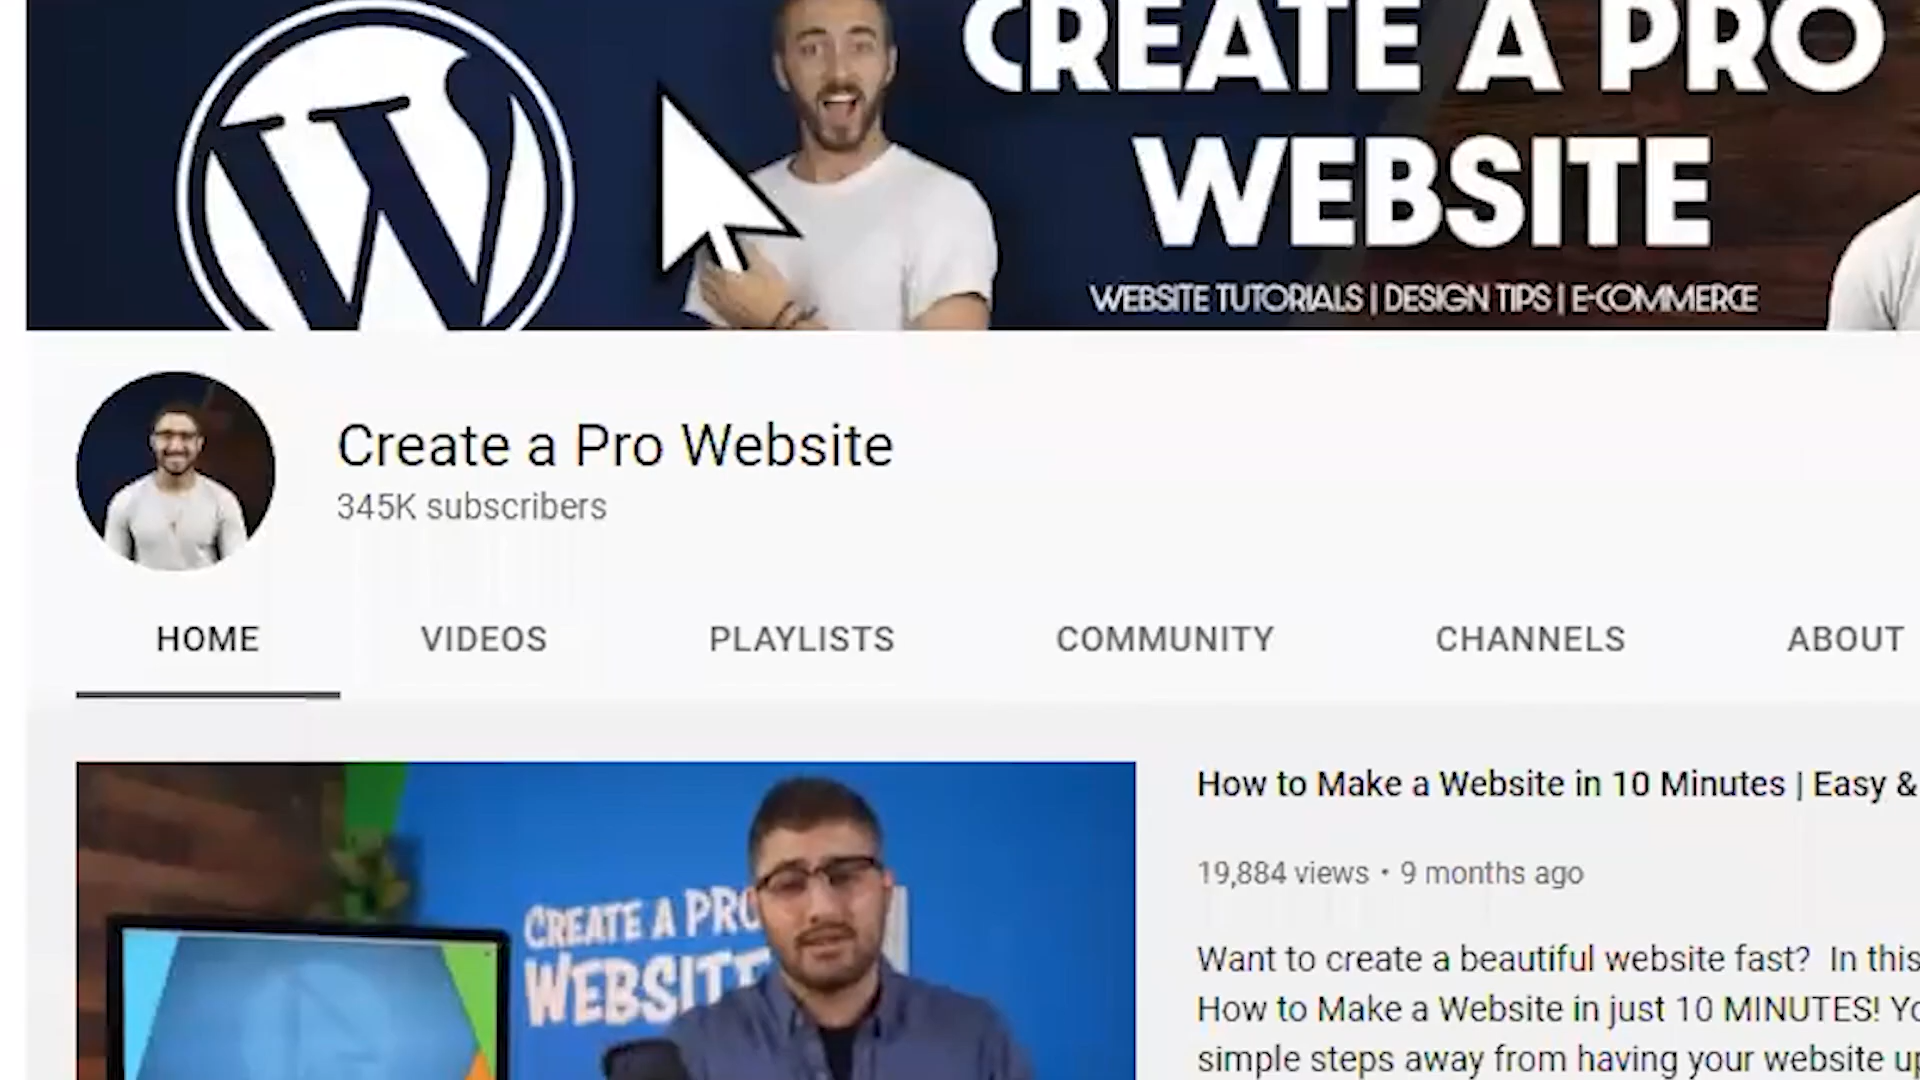 CREATE A PRO
WEBSITE
WEBSITE TUTORIALS | DESIGN TIPS | E-COMMERCE
Create a Pro Website
345K subscribers
HOME VIDEOS PLAYLISTS COMMUNITY CHANNELS ABOUT
How to Make a Website in 10 Minutes | Easy &
19,884 views • 9 months ago
Want to create a beautiful website fast? In this
How to Make a Website in just 10 MINUTES! Yo
simple steps away from having your website up
CREATE A PRO
WEBSITE